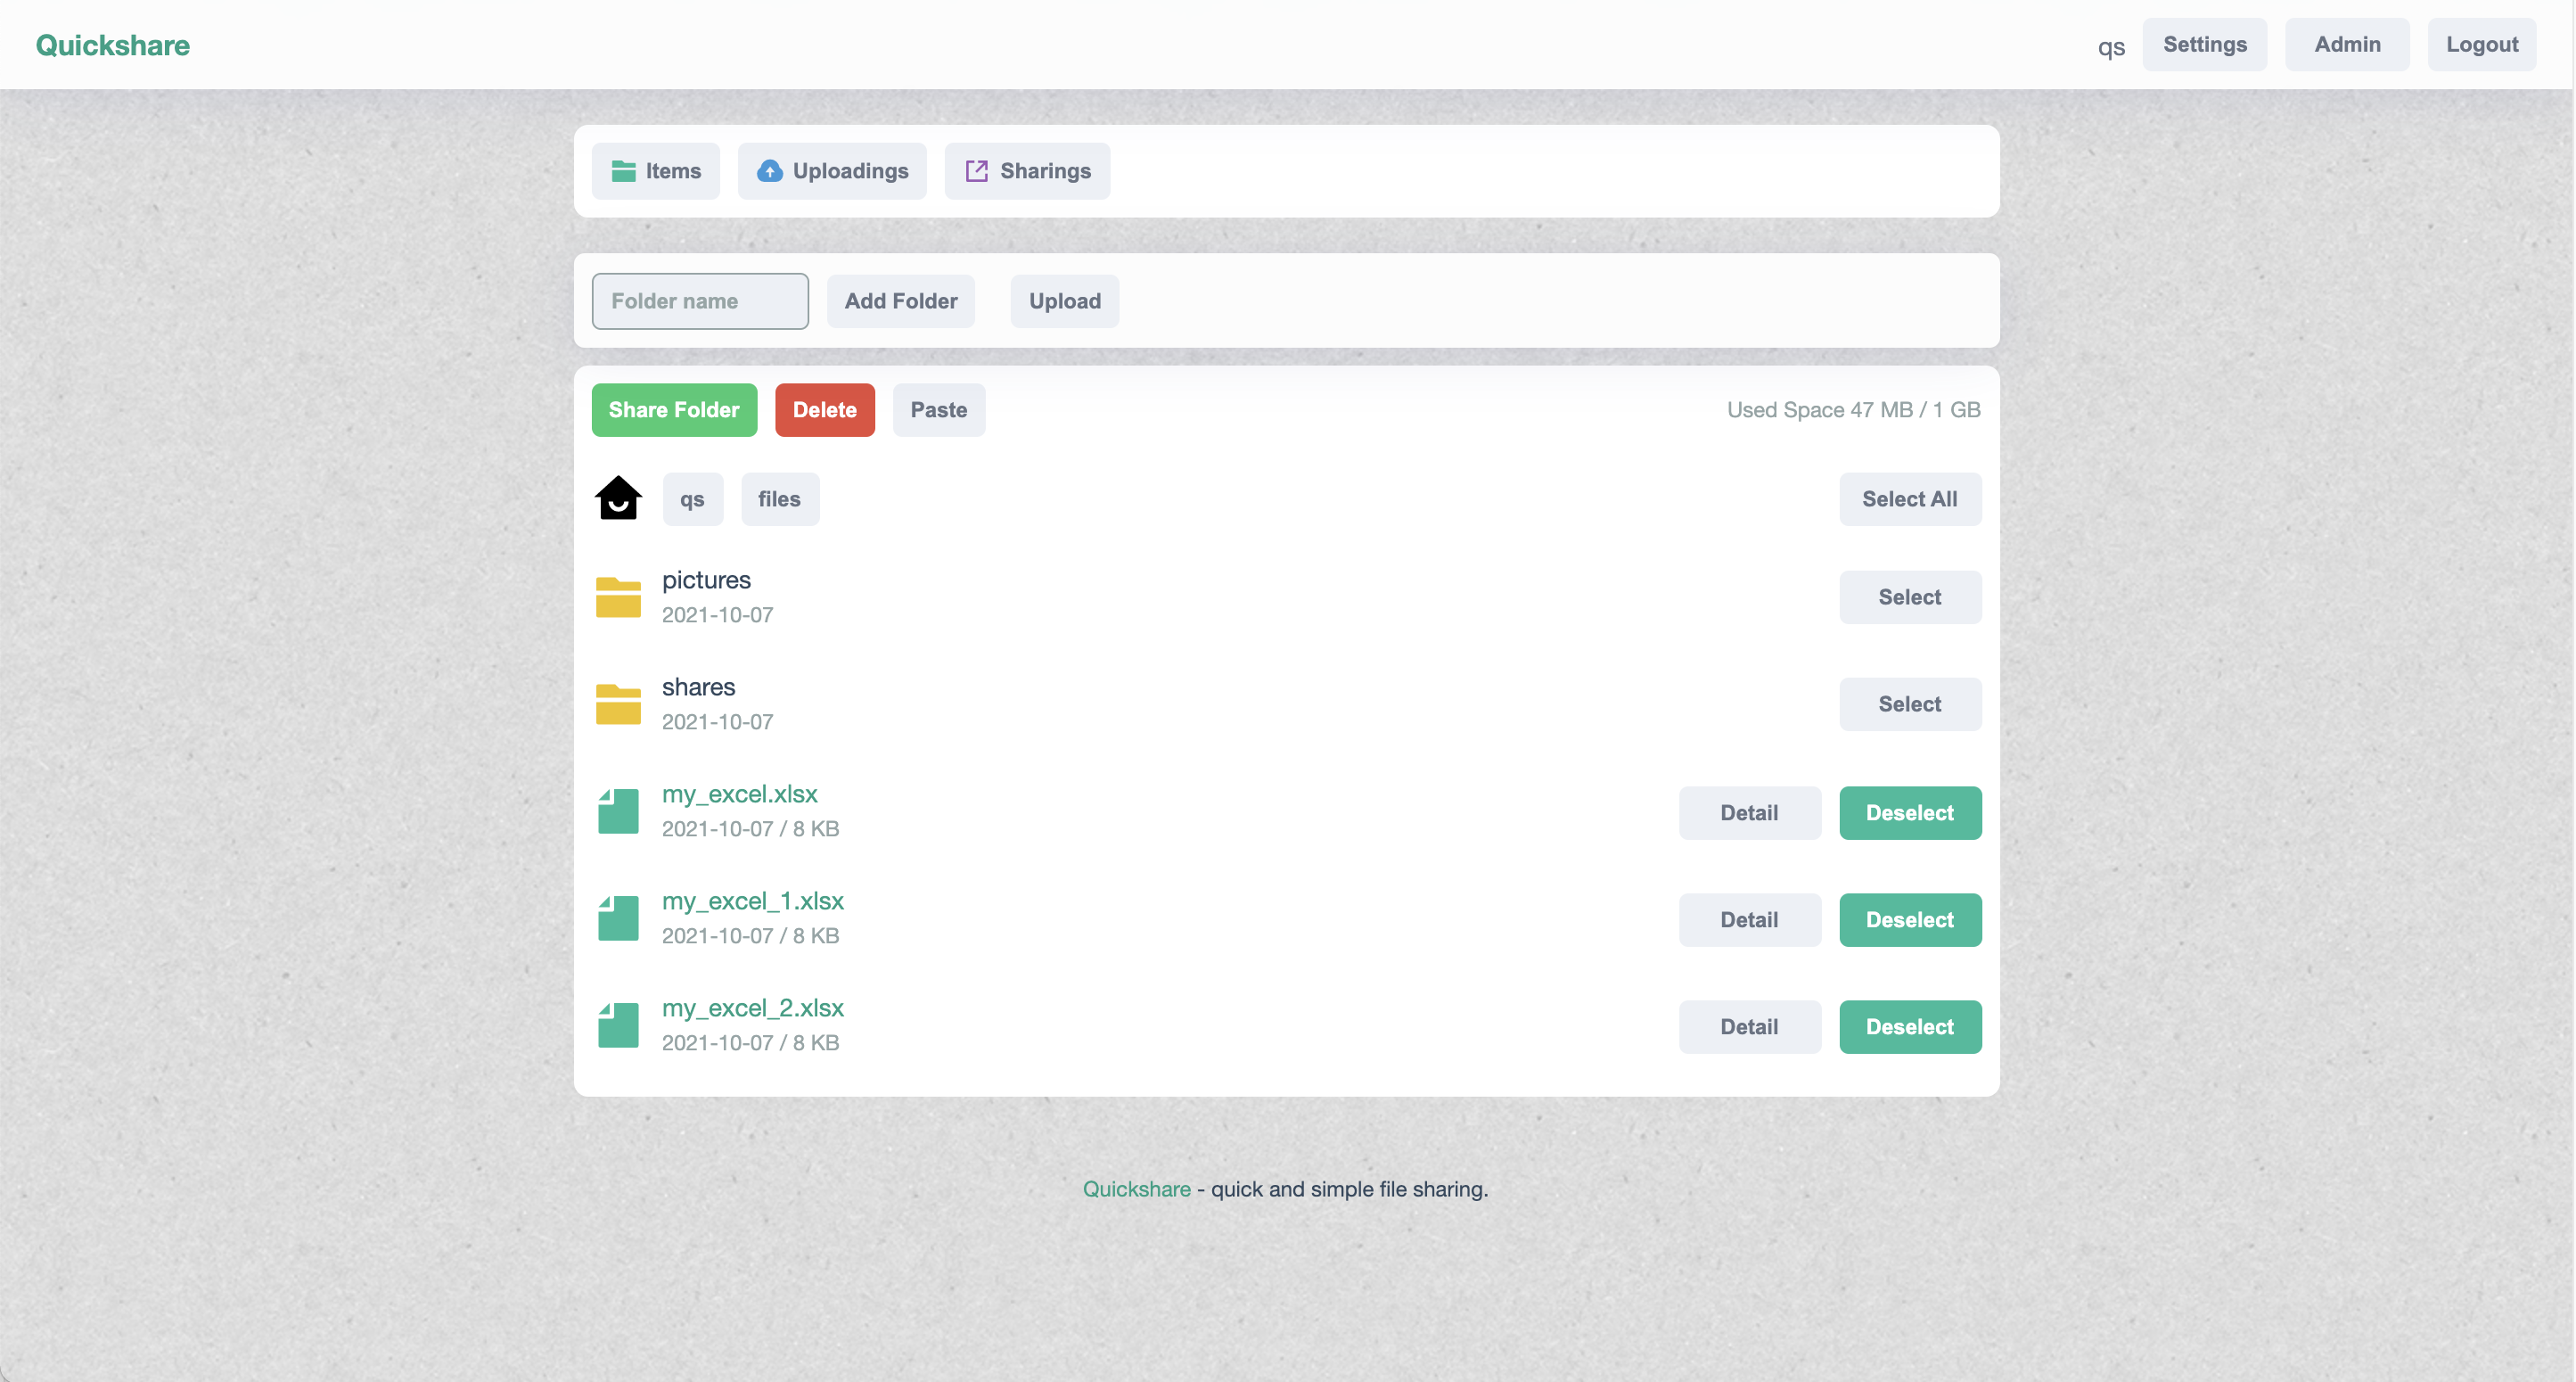 Quickshare
qs Settings Admin Logout
Items Uploadings Sharings
Folder name Add Folder Upload
Share Folder Delete Paste Used Space 47 MB / 1 GB
qs files Select All
pictures
2021-10-07
Select
shares
2021-10-07
Select
my_excel.xlsx
2021-10-07 / 8 KB
Detail Deselect
my_excel_1.xlsx
2021-10-07 / 8 KB
Detail Deselect
my_excel_2.xlsx
2021-10-07 / 8 KB
Detail Deselect
Quickshare - quick and simple file sharing.